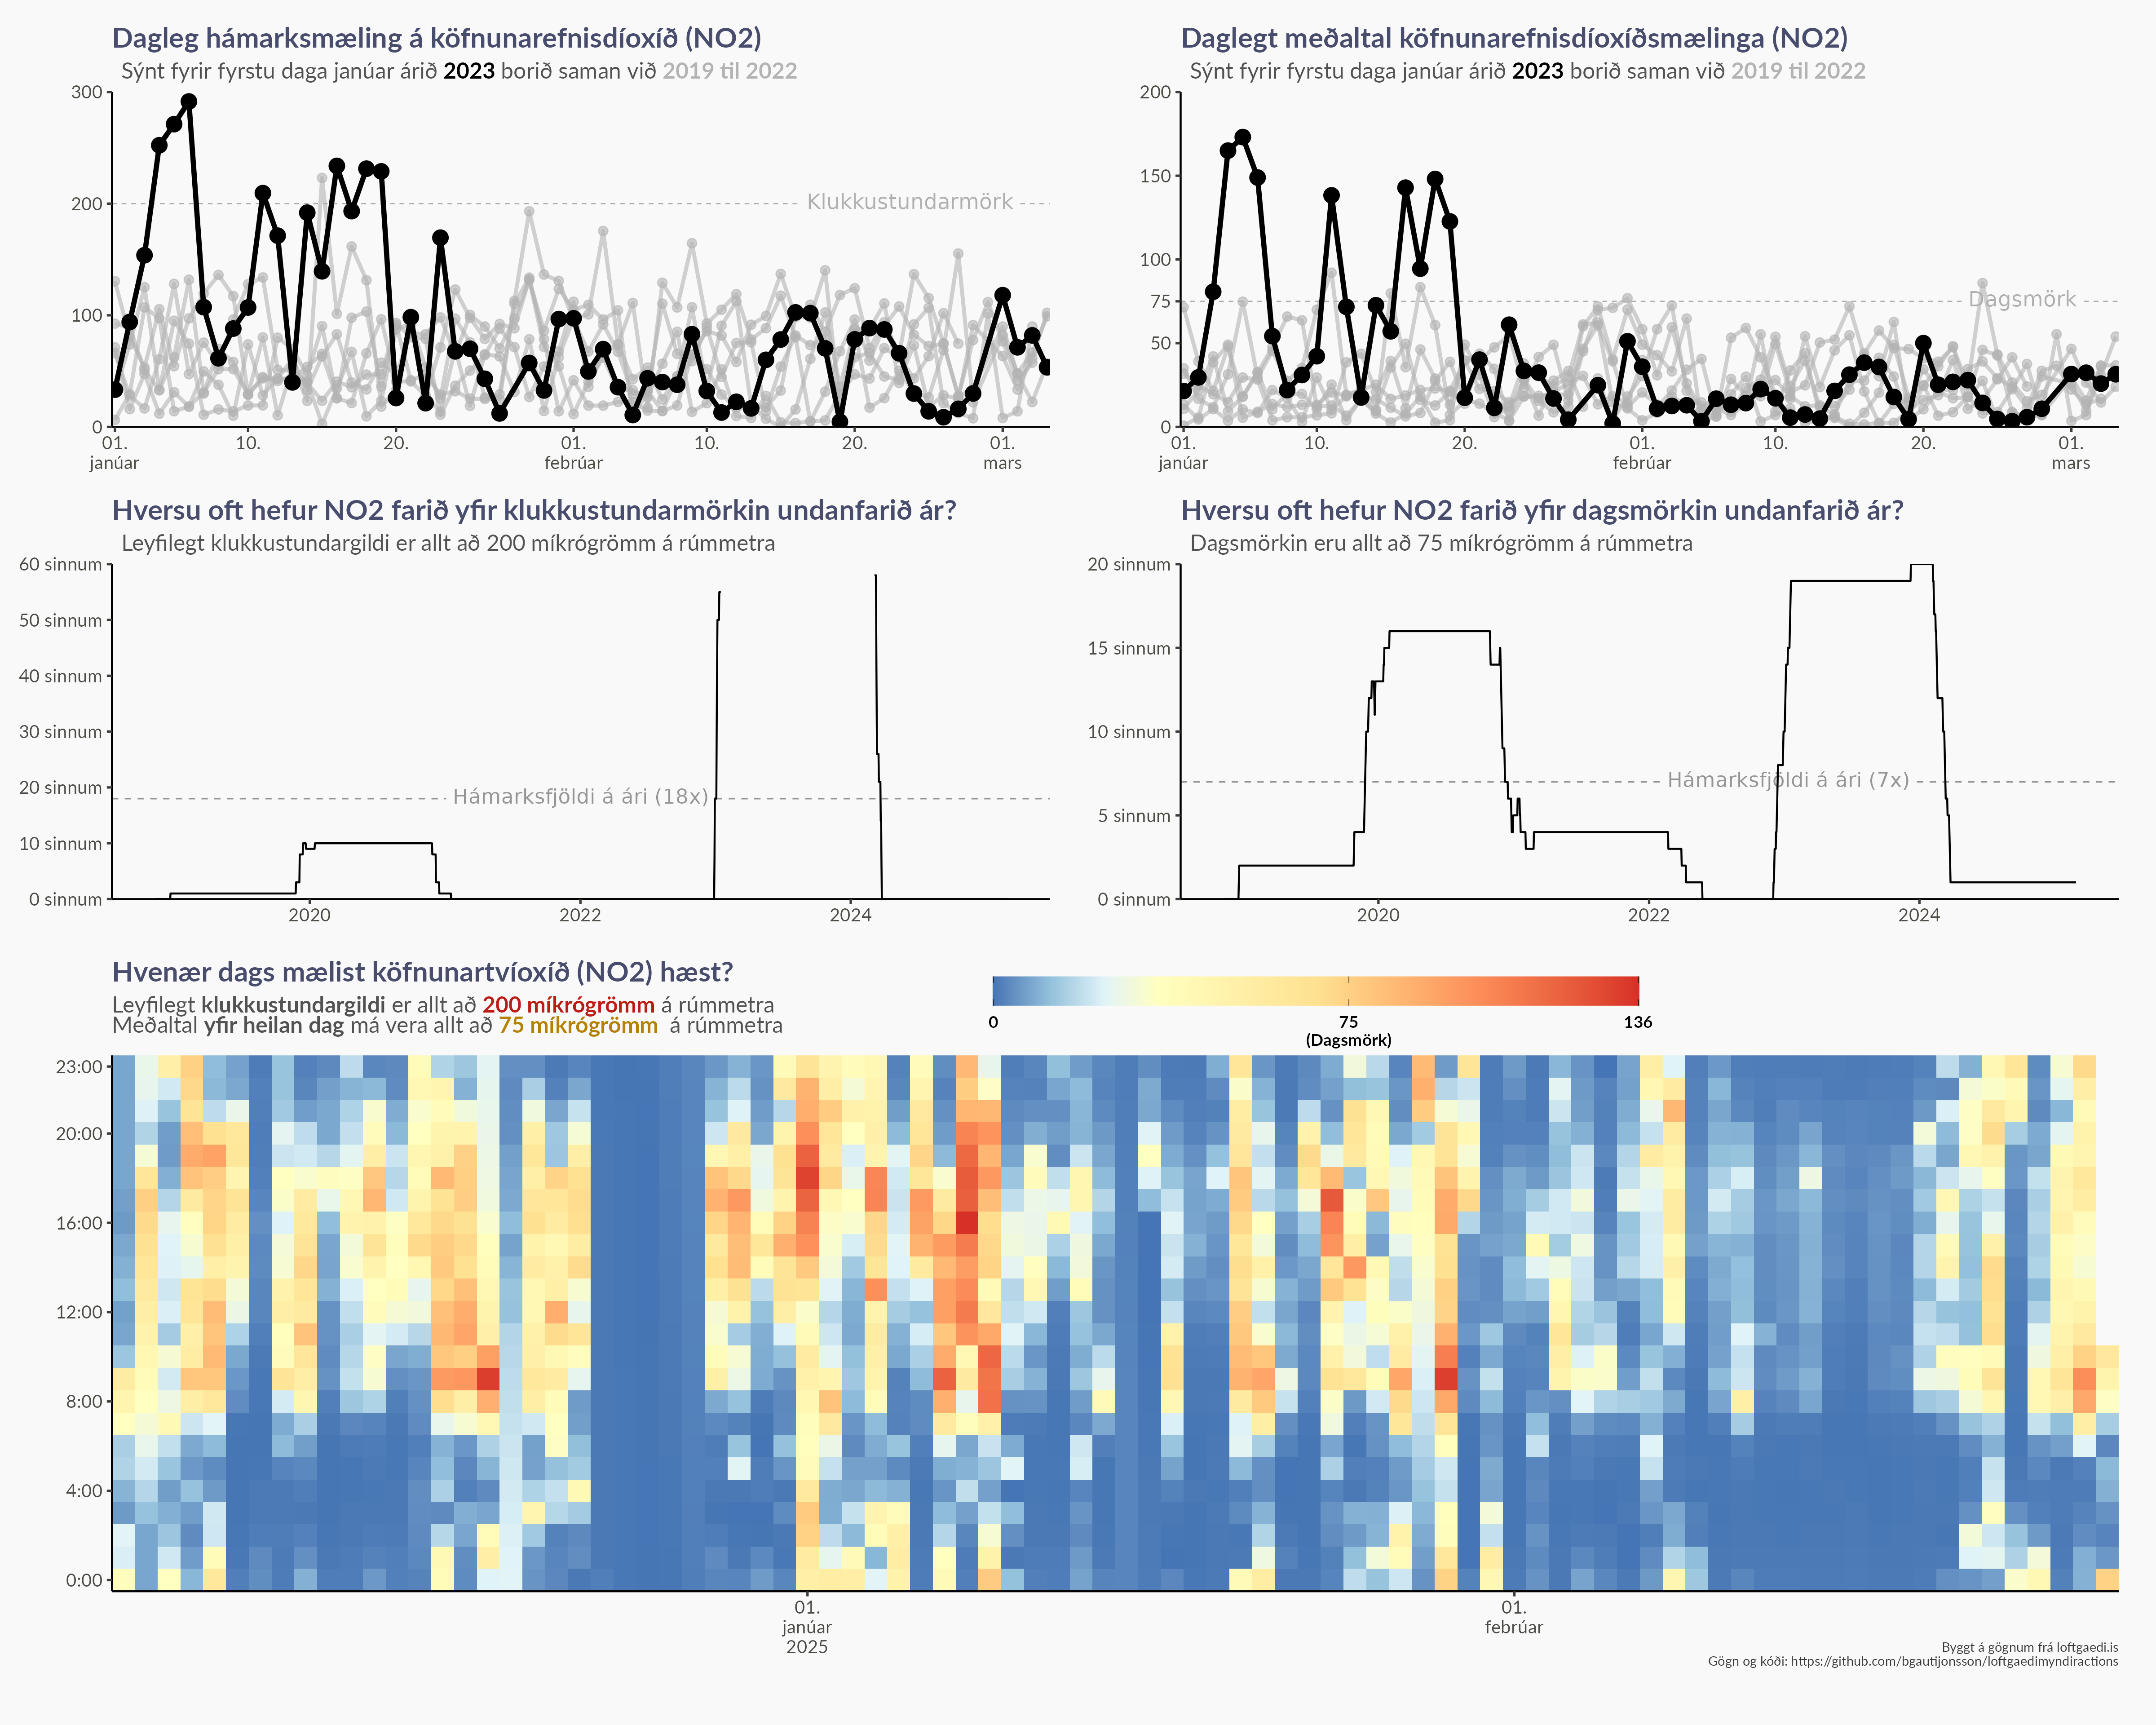 Dagleg hámarksmæling á köfnunarefnisdíoxíð (NO2)
Sýnt fyrir fyrstu daga janúar árið 2023 borið saman við 2019 til 2022
300
200
100
0
Klukkustundarmörk
01.
janúar
10.
20.
01.
febrúar
10.
20.
01.
mars
Daglegt meðaltal köfnunarefnisdíoxíðsmælinga (NO2)
Sýnt fyrir fyrstu daga janúar árið 2023 borið saman við 2019 til 2022
200
150
100
75
50
0
Dagsmörk
01.
janúar
10.
20.
01.
febrúar
10.
20.
01.
mars
Hversu oft hefur NO2 farið yfir klukkustundarmörkin undanfarið ár?
Leyfilegt klukkustundargildi er allt að 200 míkrógrömm á rúmmetra
60 sinnum
50 sinnum
40 sinnum
30 sinnum
20 sinnum
10 sinnum
0 sinnum
Hámarksfjöldi á ári (18x)
2020
2022
2024
Hversu oft hefur NO2 farið yfir dagsmörkin undanfarið ár?
Dagsmörkin eru allt að 75 míkrógrömm á rúmmetra
20 sinnum
15 sinnum
10 sinnum
5 sinnum
0 sinnum
Hámarksfjöldi á ári (7x)
2020
2022
2024
Hvenær dags mælist köfnunartvíoxíð (NO2) hæst?
Leyfilegt klukkustundargildi er allt að 200 míkrógrömm á rúmmetra
Meðaltal yfir heilan dag má vera allt að 75 míkrógrömm á rúmmetra
0
75
(Dagsmörk)
136
23:00
20:00
16:00
12:00
8:00
4:00
0:00
01.
janúar
2025
01.
febrúar
Byggt á gögnum frá loftgaedi.is
Gögn og kóði: https://github.com/bgautijonsson/loftgaedimyndiractions